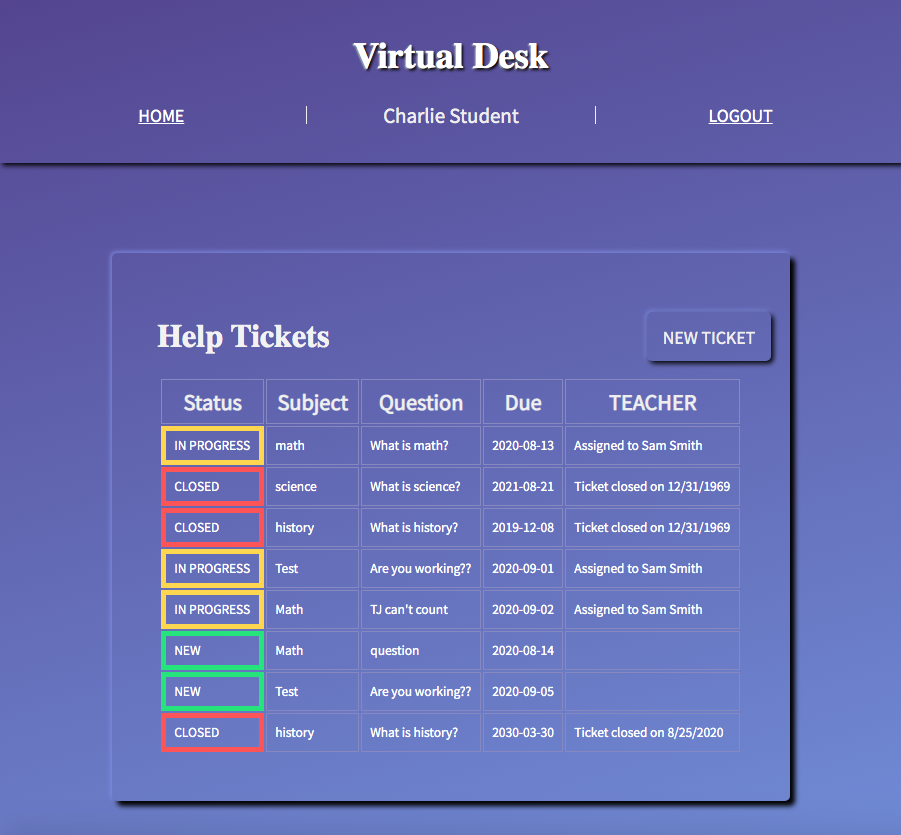 Virtual Desk
HOME Charlie Student LOGOUT
Help Tickets NEW TICKET
Status Subject Question Due TEACHER
IN PROGRESS math What is math? 2020-08-13 Assigned to Sam Smith
CLOSED science What is science? 2021-08-21 Ticket closed on 12/31/1969
CLOSED history What is history? 2019-12-08 Ticket closed on 12/31/1969
IN PROGRESS Test Are you working?? 2020-09-01 Assigned to Sam Smith
IN PROGRESS Math TJ can't count 2020-09-02 Assigned to Sam Smith
NEW Math question 2020-08-14
NEW Test Are you working?? 2020-09-05
CLOSED history What is history? 2030-03-30 Ticket closed on 8/25/2020